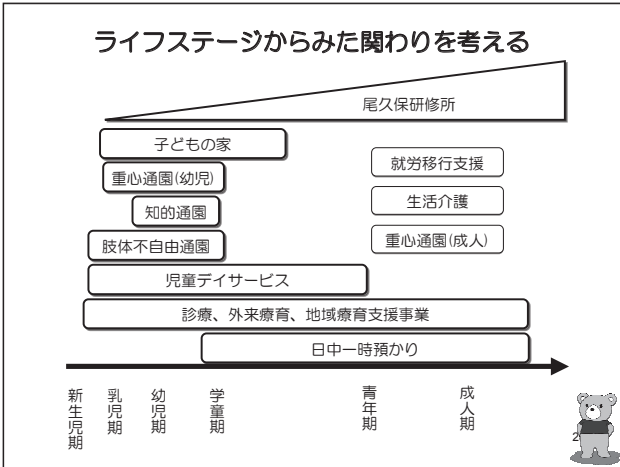 ライフステージからみた関わりを考える
尾久保研修所
子どもの家
重心通園(幼児)
知的通園
肢体不自由通園
就労移行支援
生活介護
重心通園(成人)
児童デイサービス
診療、外来療育、地域療育支援事業
日中一時預かり
新生児期
乳児期
幼児期
学童期
青年期
成人期
2